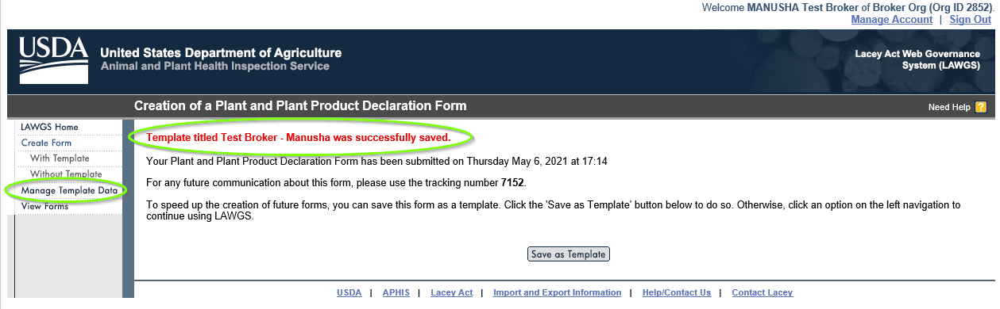 Welcome MANUSHA Test Broker of Broker Org (Org ID 2852).
Manage Account | Sign Out
USDA
United States Department of Agriculture
Animal and Plant Health Inspection Service
Lacey Act Web Governance
System (LAWGS)
Creation of a Plant and Plant Product Declaration Form
Need Help ?
LAWGS Home
Create Form
With Template
Without Template
Manage Template Data
View Forms
Template titled Test Broker - Manusha was successfully saved.
Your Plant and Plant Product Declaration Form has been submitted on Thursday May 6, 2021 at 17:14
For any future communication about this form, please use the tracking number 7152.
To speed up the creation of future forms, you can save this form as a template. Click the 'Save as Template' button below to do so. Otherwise, click an option on the left navigation to
continue using LAWGS.
Save as Template
USDA | APHIS | Lacey Act | Import and Export Information | Help/Contact Us | Contact Lacey